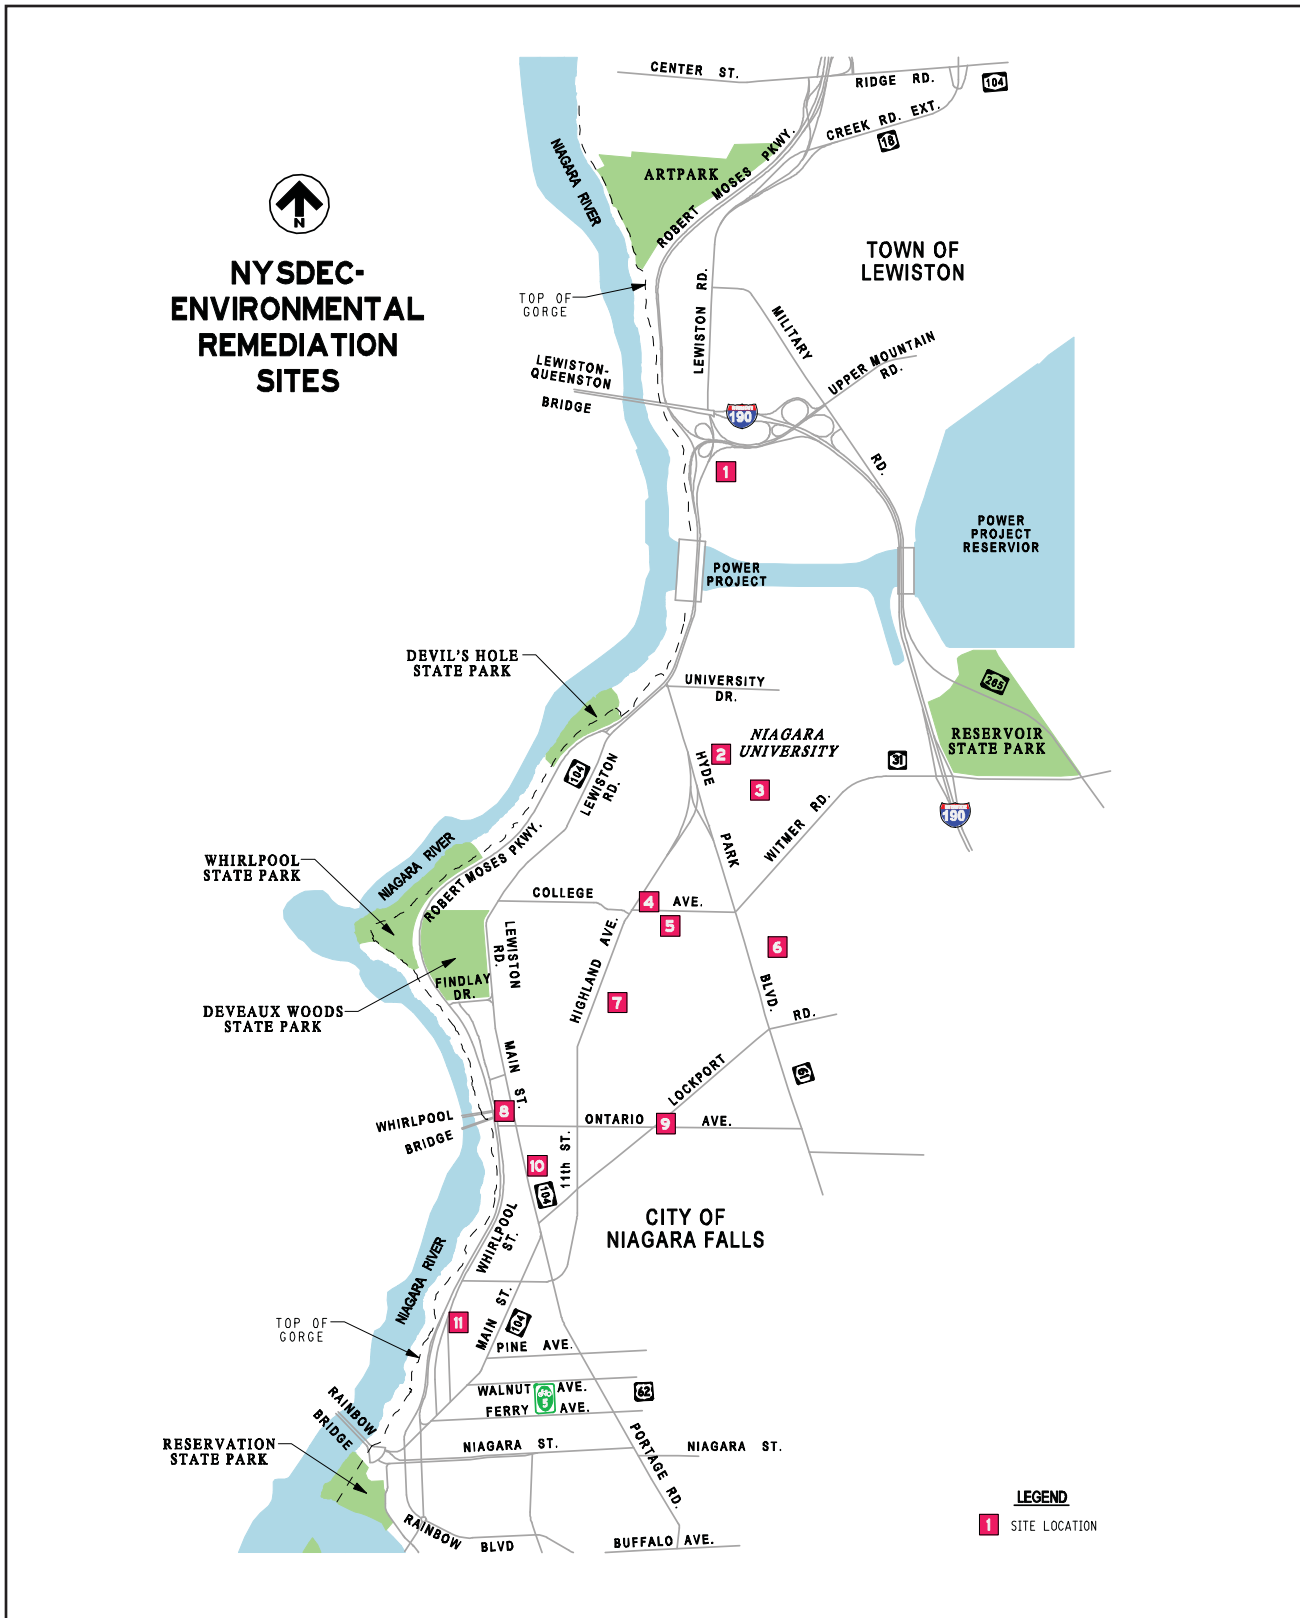 CENTER ST.
RIDGE RD.
104
CREEK RD. EXT.
18
NIAGARA RIVER
ARTPARK
ROBERT MOSES PKWY.
N
NYSDEC-
ENVIRONMENTAL
REMEDIATION
SITES
TOWN OF
LEWISTON
TOP OF
GORGE
LEWISTON RD.
MILITARY
RD.
UPPER MOUNTAIN
RD.
LEWISTON-
QUEENSTON
BRIDGE
190
1
POWER
PROJECT
RESERVIOR
POWER
PROJECT
DEVIL'S HOLE
STATE PARK
UNIVERSITY
DR.
265
RESERVOIR
STATE PARK
NIAGARA
UNIVERSITY
2
HYDE
PARK
BLVD.
31
3
104
LEWISTON
RD.
WITMER RD.
190
NIAGARA RIVER
ROBERT MOSES PKWY.
WHIRLPOOL
STATE PARK
COLLEGE AVE.
4
5
6
LEWISTON
RD.
HIGHLAND AVE.
FINDLAY
DR.
7
DEVEAUX WOODS
STATE PARK
RD.
LOCKPORT
61
MAIN ST.
8
WHIRLPOOL
BRIDGE
ONTARIO AVE.
9
10
11th ST.
104
WHIRLPOOL
ST.
CITY OF
NIAGARA FALLS
NIAGARA RIVER
TOP OF
GORGE
11
MAIN ST.
104
PINE AVE.
WALNUT AVE.
5
62
FERRY AVE.
RAINBOW
BRIDGE
RESERVATION
STATE PARK
NIAGARA ST.
NIAGARA ST.
PORTAGE RD.
RAINBOW BLVD
BUFFALO AVE.
LEGEND
1 SITE LOCATION